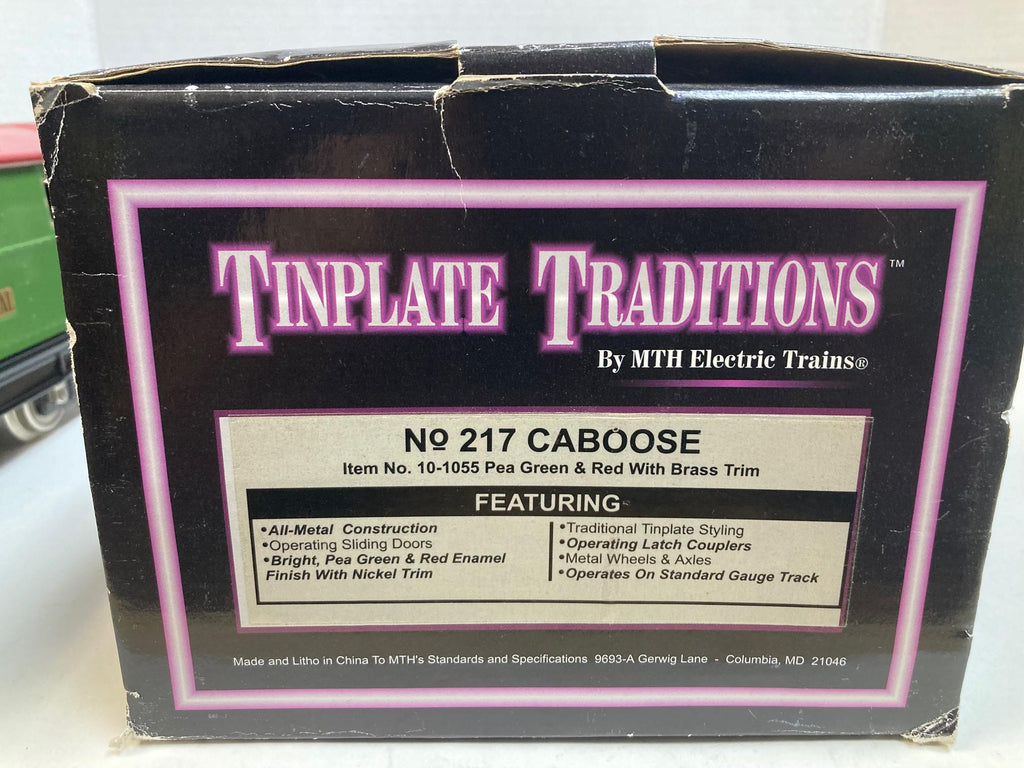 TINPLATE TRADITIONS™
By MTH Electric Trains®
Nº 217 CABOOSE
Item No. 10-1055 Pea Green & Red With Brass Trim
FEATURING
•All-Metal Construction
•Operating Sliding Doors
•Bright, Pea Green & Red Enamel
Finish With Nickel Trim
•Traditional Tinplate Styling
•Operating Latch Couplers
•Metal Wheels & Axles
•Operates On Standard Gauge Track
Made and Litho in China To MTH's Standards and Specifications 9693-A Gerwig Lane - Columbia, MD 21046